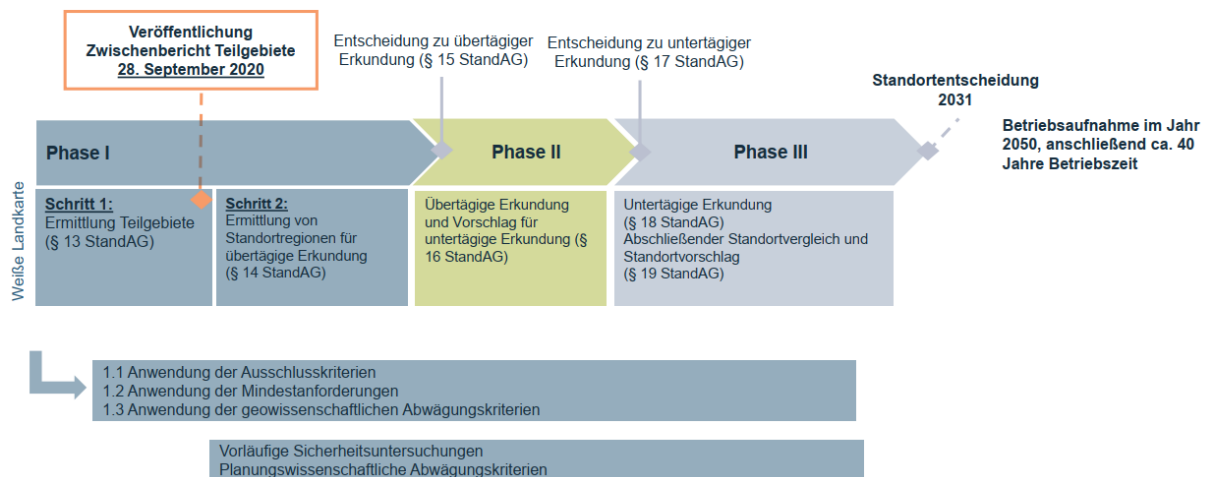 Veröffentlichung
Zwischenbericht Teilgebiete
28. September 2020
Entscheidung zu übertägiger
Erkundung (§ 15 StandAG)
Entscheidung zu untertägiger
Erkundung (§ 17 StandAG)
Standortentscheidung
2031
Betriebsaufnahme im Jahr
2050, anschließend ca. 40
Jahre Betriebszeit
Phase I
Phase II
Phase III
Weiße Landkarte
Schritt 1:
Ermittlung Teilgebiete
(§ 13 StandAG)
Schritt 2:
Ermittlung von
Standortregionen für
übertägige Erkundung
(§ 14 StandAG)
Übertägige Erkundung
und Vorschlag für
untertägige Erkundung (§
16 StandAG)
Untertägige Erkundung
(§ 18 StandAG)
Abschließender Standortvergleich und
Standortvorschlag
(§ 19 StandAG)
1.1 Anwendung der Ausschlusskriterien
1.2 Anwendung der Mindestanforderungen
1.3 Anwendung der geowissenschaftlichen Abwägungskriterien
Vorläufige Sicherheitsuntersuchungen
Planungswissenschaftliche Abwägungskriterien